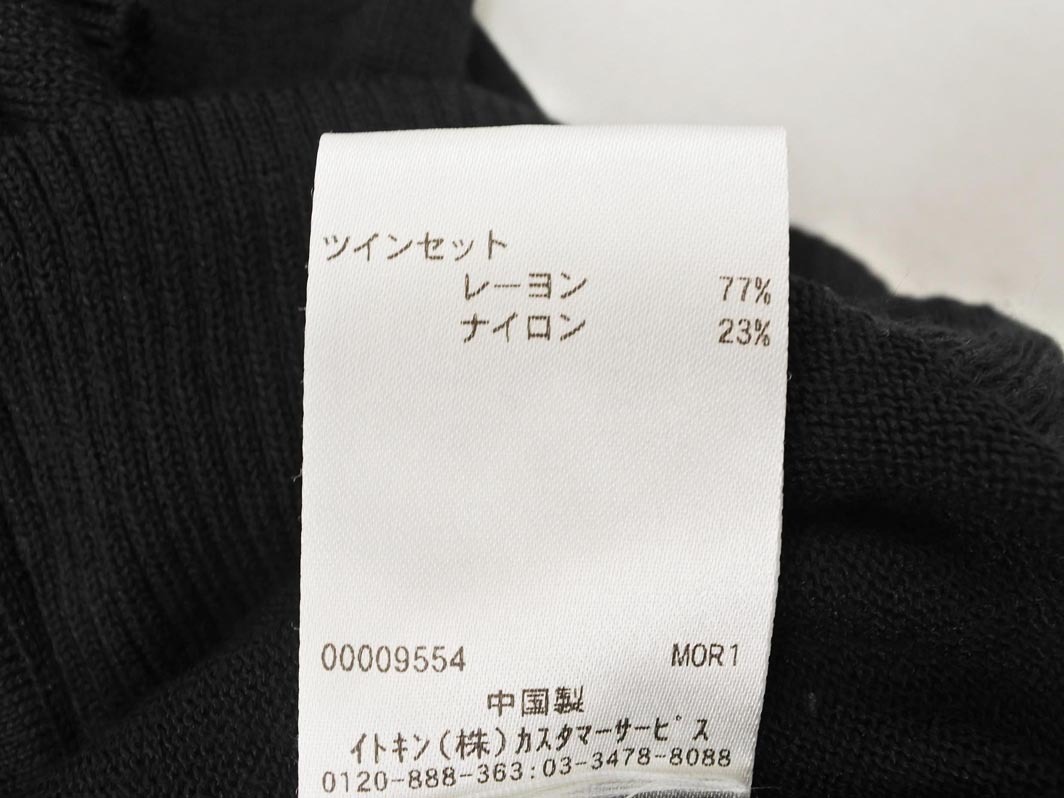 ツインセット
レーヨン 77%
ナイロン 23%
00009554 MOR1
中国製
イトキン(株)カスタマーサービス
0120-888-363:03-3478-8088